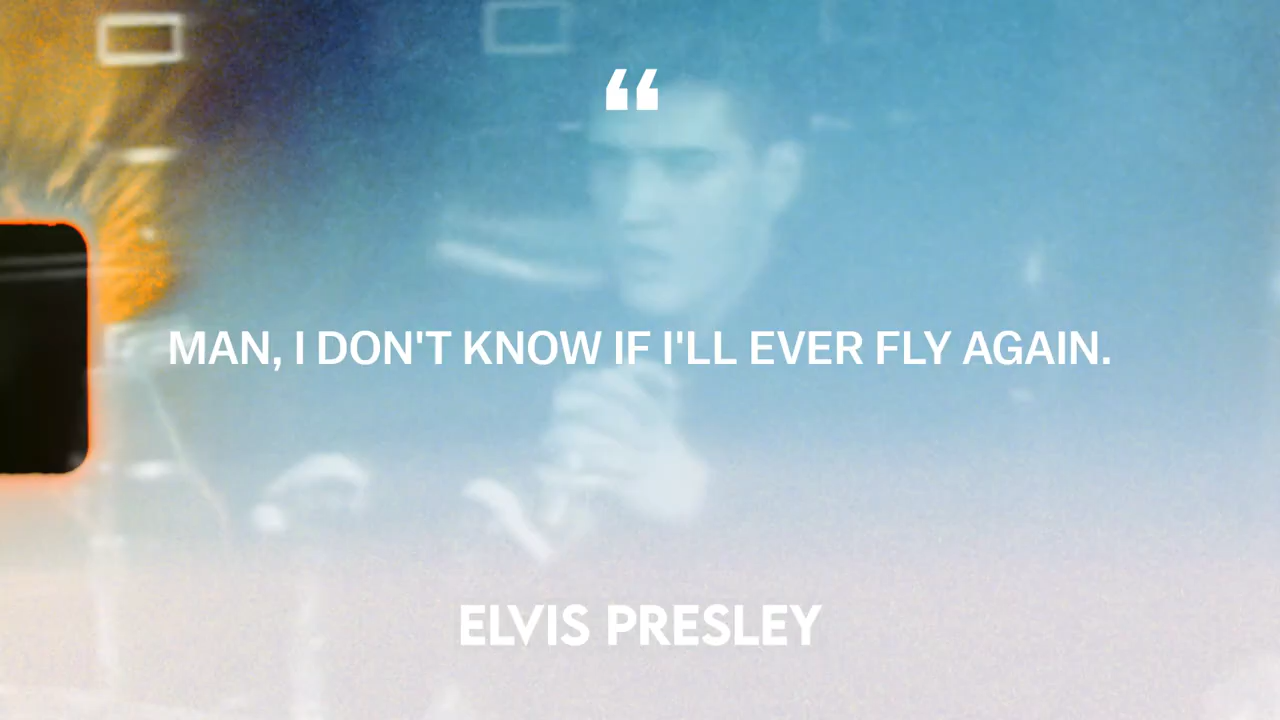 “
MAN, I DON'T KNOW IF I'LL EVER FLY AGAIN.
ELVIS PRESLEY